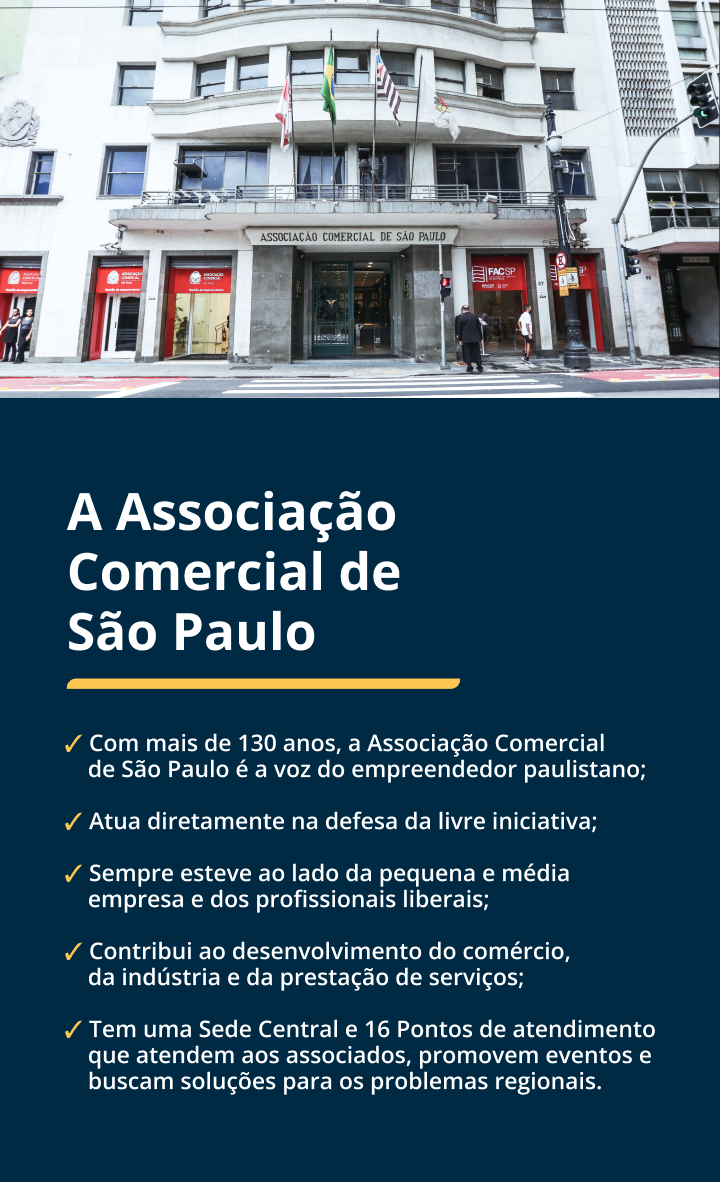 ASSOCIAÇÃO COMERCIAL DE SÃO PAULO
FACSP
A Associação
Comercial de
São Paulo
✓ Com mais de 130 anos, a Associação Comercial
de São Paulo é a voz do empreendedor paulistano;
✓ Atua diretamente na defesa da livre iniciativa;
✓ Sempre esteve ao lado da pequena e média
empresa e dos profissionais liberais;
✓ Contribui ao desenvolvimento do comércio,
da indústria e da prestação de serviços;
✓ Tem uma Sede Central e 16 Pontos de atendimento
que atendem aos associados, promovem eventos e
buscam soluções para os problemas regionais.